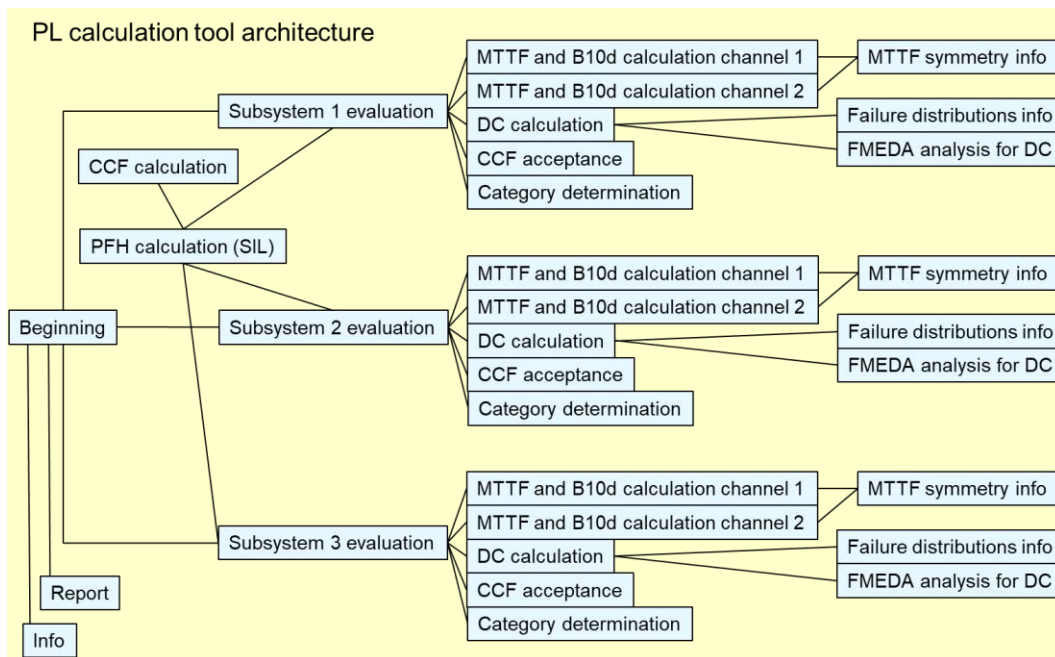 PL calculation tool architecture
MTTF and B10d calculation channel 1
MTTF symmetry info
MTTF and B10d calculation channel 2
Subsystem 1 evaluation
DC calculation
Failure distributions info
FMEDA analysis for DC
CCF acceptance
CCF calculation
Category determination
PFH calculation (SIL)
MTTF and B10d calculation channel 1
MTTF symmetry info
MTTF and B10d calculation channel 2
Beginning
Subsystem 2 evaluation
DC calculation
Failure distributions info
FMEDA analysis for DC
CCF acceptance
Category determination
MTTF and B10d calculation channel 1
MTTF symmetry info
MTTF and B10d calculation channel 2
Subsystem 3 evaluation
DC calculation
Failure distributions info
FMEDA analysis for DC
CCF acceptance
Category determination
Report
Info